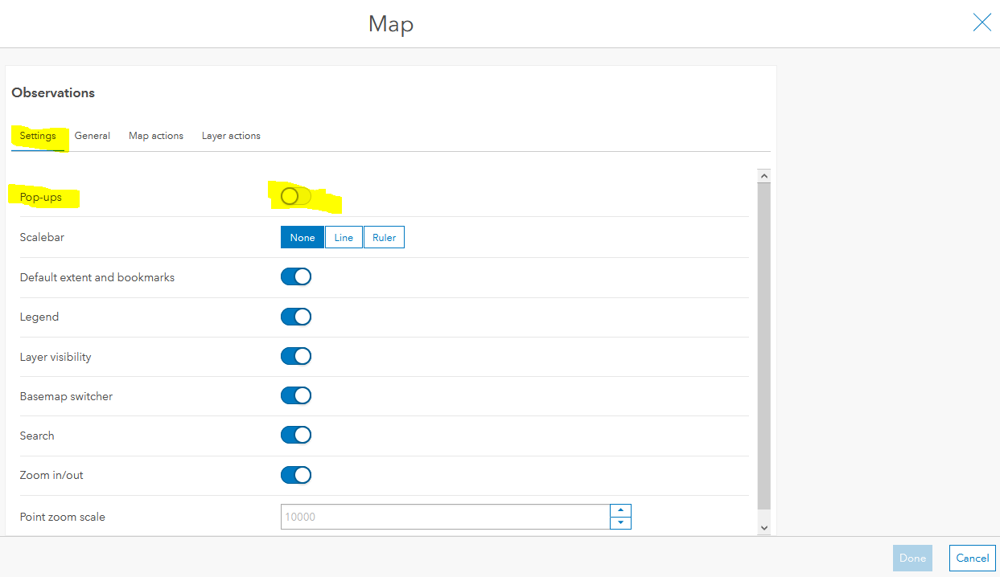 Map
Observations
Settings General Map actions Layer actions
Pop-ups
Scalebar None Line Ruler
Default extent and bookmarks
Legend
Layer visibility
Basemap switcher
Search
Zoom in/out
Point zoom scale 10000
Done Cancel